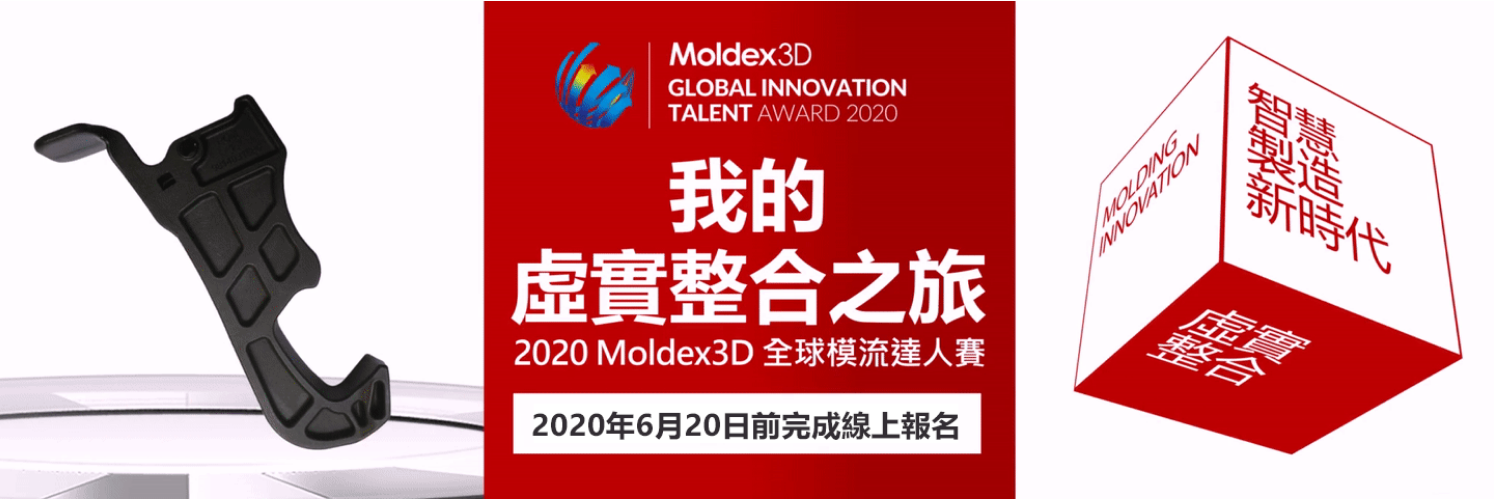 Moldex3D
GLOBAL INNOVATION
TALENT AWARD 2020
我的
虛實整合之旅
2020 Moldex3D 全球模流達人賽
2020年6月20日前完成線上報名
MOLDING
INNOVATION
智慧
製造
新時代
虛實
整合